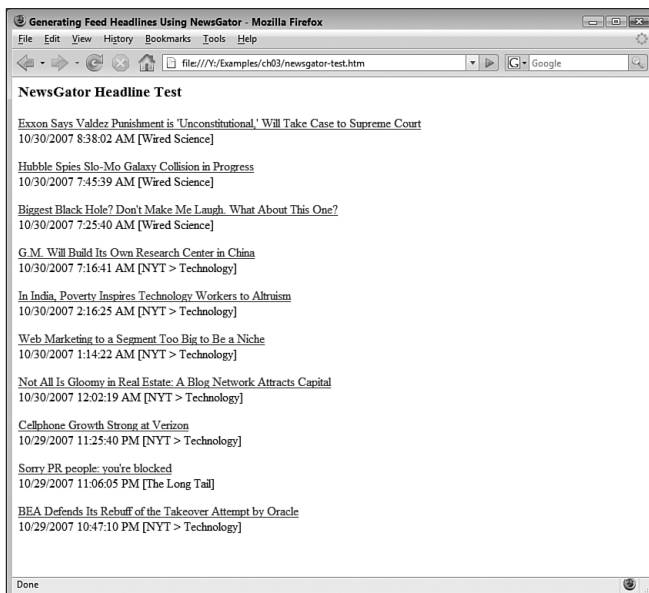 Generating Feed Headlines Using NewsGator - Mozilla Firefox
File Edit View History Bookmarks Tools Help
file:///Y:/Examples/ch03/newsgator-test.htm
G Google
NewsGator Headline Test
Exxon Says Valdez Punishment is 'Unconstitutional,' Will Take Case to Supreme Court
10/30/2007 8:38:02 AM [Wired Science]
Hubble Spies Slo-Mo Galaxy Collision in Progress
10/30/2007 7:45:39 AM [Wired Science]
Biggest Black Hole? Don't Make Me Laugh. What About This One?
10/30/2007 7:25:40 AM [Wired Science]
G.M. Will Build Its Own Research Center in China
10/30/2007 7:16:41 AM [NYT > Technology]
In India, Poverty Inspires Technology Workers to Altruism
10/30/2007 2:16:25 AM [NYT > Technology]
Web Marketing to a Segment Too Big to Be a Niche
10/30/2007 1:14:22 AM [NYT > Technology]
Not All Is Gloomy in Real Estate: A Blog Network Attracts Capital
10/30/2007 12:02:19 AM [NYT > Technology]
Cellphone Growth Strong at Verizon
10/29/2007 11:25:40 PM [NYT > Technology]
Sorry PR people: you're blocked
10/29/2007 11:06:05 PM [The Long Tail]
BEA Defends Its Rebuff of the Takeover Attempt by Oracle
10/29/2007 10:47:10 PM [NYT > Technology]
Done